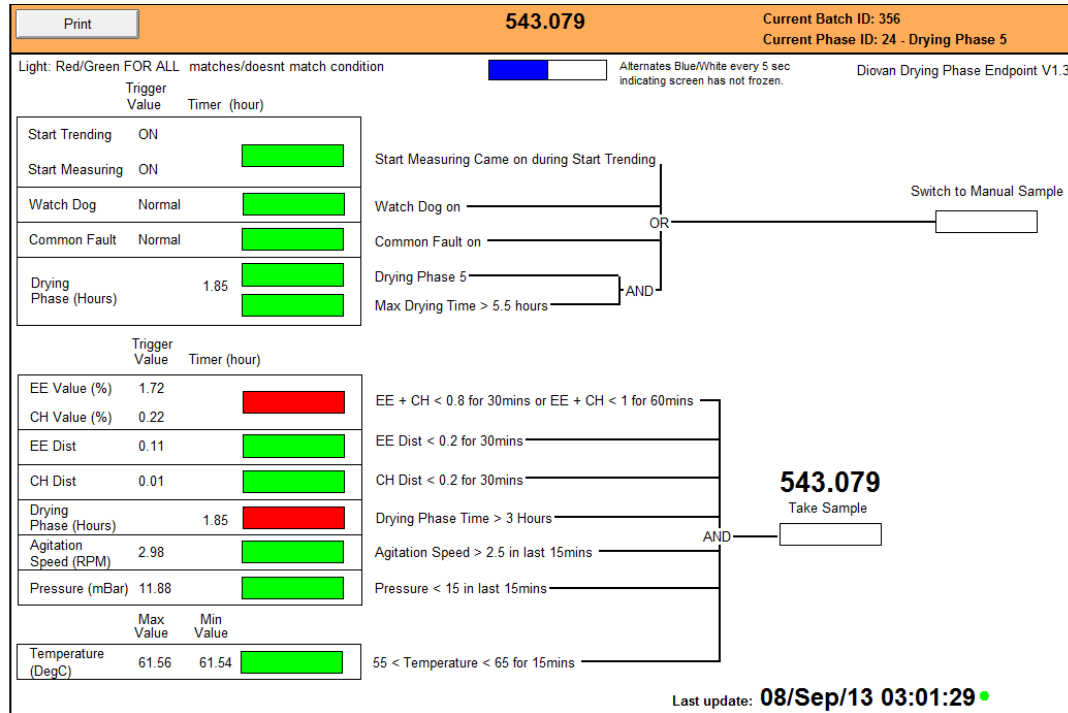 Print
543.079
Current Batch ID: 356
Current Phase ID: 24 - Drying Phase 5
Light: Red/Green FOR ALL matches/doesnt match condition
Alternates Blue/White every 5 sec
indicating screen has not frozen.
Diovan Drying Phase Endpoint V1.3
Trigger
Value Timer (hour)
Start Trending ON
Start Measuring ON
Start Measuring Came on during Start Trending
Watch Dog Normal
Watch Dog on
Common Fault Normal
Common Fault on
Drying
Phase (Hours) 1.85
Drying Phase 5
Max Drying Time > 5.5 hours
AND
OR
Switch to Manual Sample
Trigger
Value Timer (hour)
EE Value (%) 1.72
CH Value (%) 0.22
EE + CH < 0.8 for 30mins or EE + CH < 1 for 60mins
EE Dist 0.11
EE Dist < 0.2 for 30mins
CH Dist 0.01
CH Dist < 0.2 for 30mins
Drying
Phase (Hours) 1.85
Drying Phase Time > 3 Hours
Agitation
Speed (RPM) 2.98
Agitation Speed > 2.5 in last 15mins
Pressure (mBar) 11.88
Pressure < 15 in last 15mins
Max
Value
Min
Value
Temperature
(DegC) 61.56 61.54
55 < Temperature < 65 for 15mins
AND
543.079
Take Sample
Last update: 08/Sep/13 03:01:29